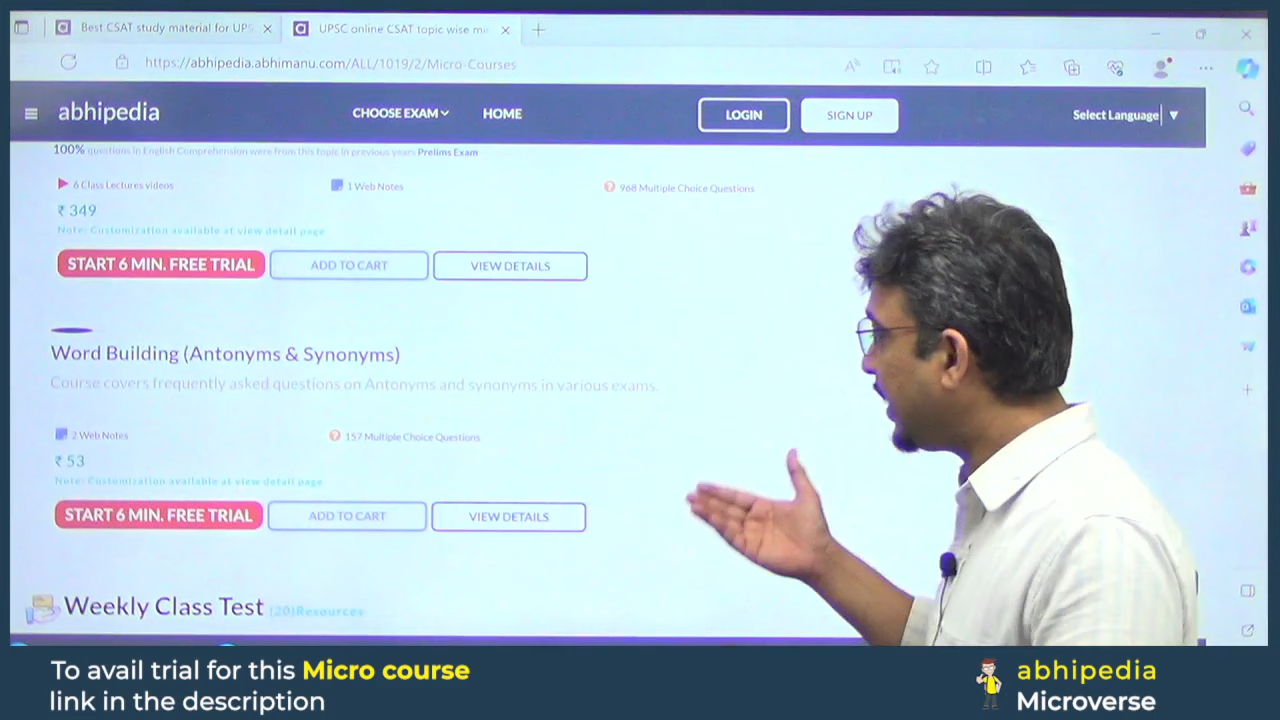 Best CSAT study material for UPS
UPSC online CSAT topic wise mi
https://abhipedia.abhimanu.com/ALL/1019/2/Micro-Courses
abhipedia
CHOOSE EXAM
HOME
LOGIN
SIGN UP
Select Language
100% questions in English Comprehension were from this topic in previous years Prelims Exam
6 Class Lectures videos
1 Web Notes
968 Multiple Choice Questions
₹ 349
Note: Customization available at view detail page
START 6 MIN. FREE TRIAL
ADD TO CART
VIEW DETAILS
Word Building (Antonyms & Synonyms)
Course covers frequently asked questions on Antonyms and synonyms in various exams.
2 Web Notes
157 Multiple Choice Questions
₹ 53
Note: Customization available at view detail page
START 6 MIN. FREE TRIAL
ADD TO CART
VIEW DETAILS
Weekly Class Test (20)Resources
To avail trial for this Micro course
link in the description
abhipedia
Microverse